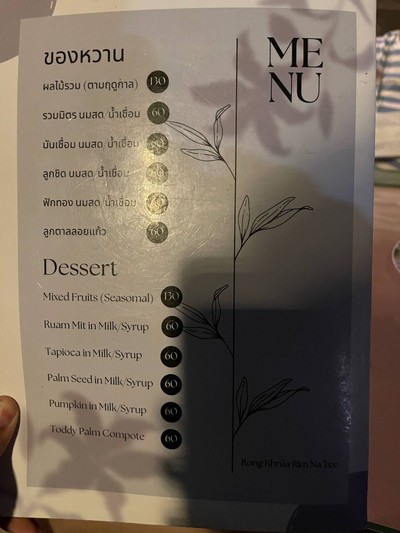 ME
NU
ของหวาน
ผลไม้รวม (ตามฤดูกาล) 130
รวมมิตร นมสด/น้ำเชื่อม 60
มันเชื่อม นมสด/น้ำเชื่อม 60
ลูกชิด นมสด/น้ำเชื่อม 60
ฟักทอง นมสด/น้ำเชื่อม 60
ลูกตาลลอยแก้ว 60
Dessert
Mixed Fruits (Seasomal) 130
Ruam Mit in Milk/Syrup 60
Tapioca in Milk/Syrup 60
Palm Seed in Milk/Syrup 60
Pumpkin in Milk/Syrup 60
Toddy Palm Compote 60